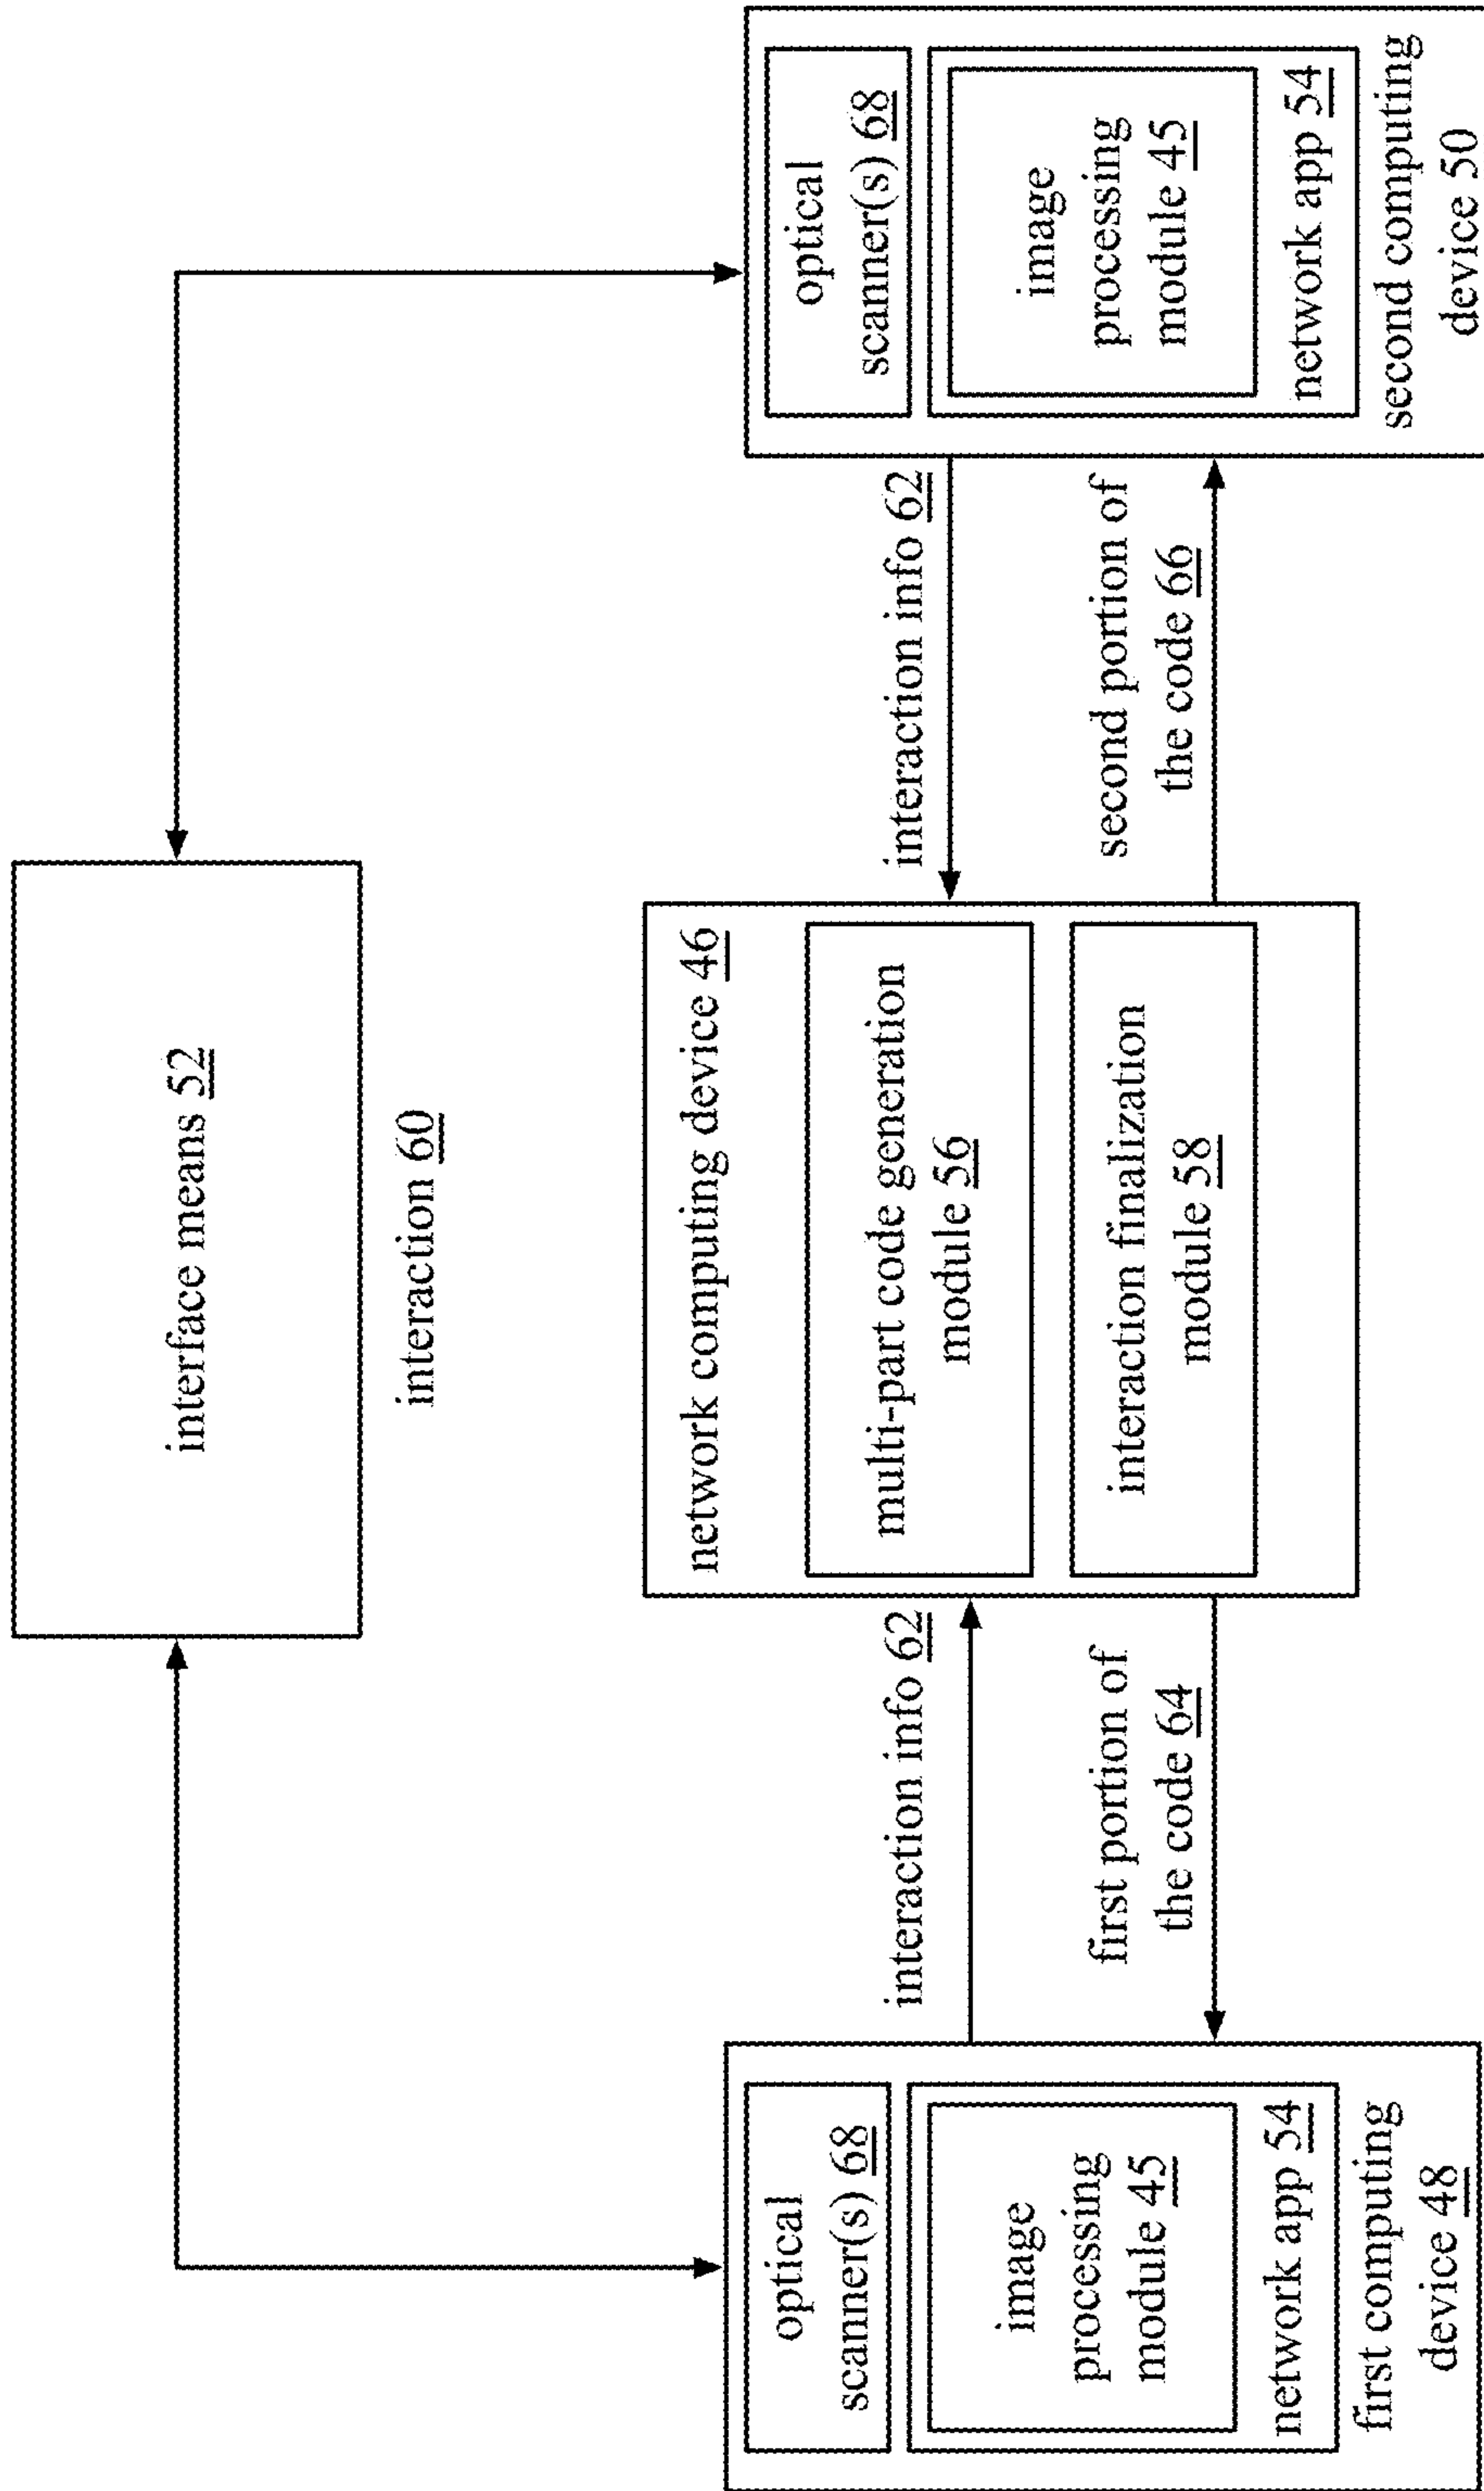 interface means 52
interaction 60
optical
scanner(s) 68
image
processing
module 45
network app 54
first computing
device 48
interaction info 62
first portion of
the code 64
network computing device 46
multi-part code generation
module 56
interaction finalization
module 58
interaction info 62
second portion of
the code 66
optical
scanner(s) 68
image
processing
module 45
network app 54
second computing
device 50